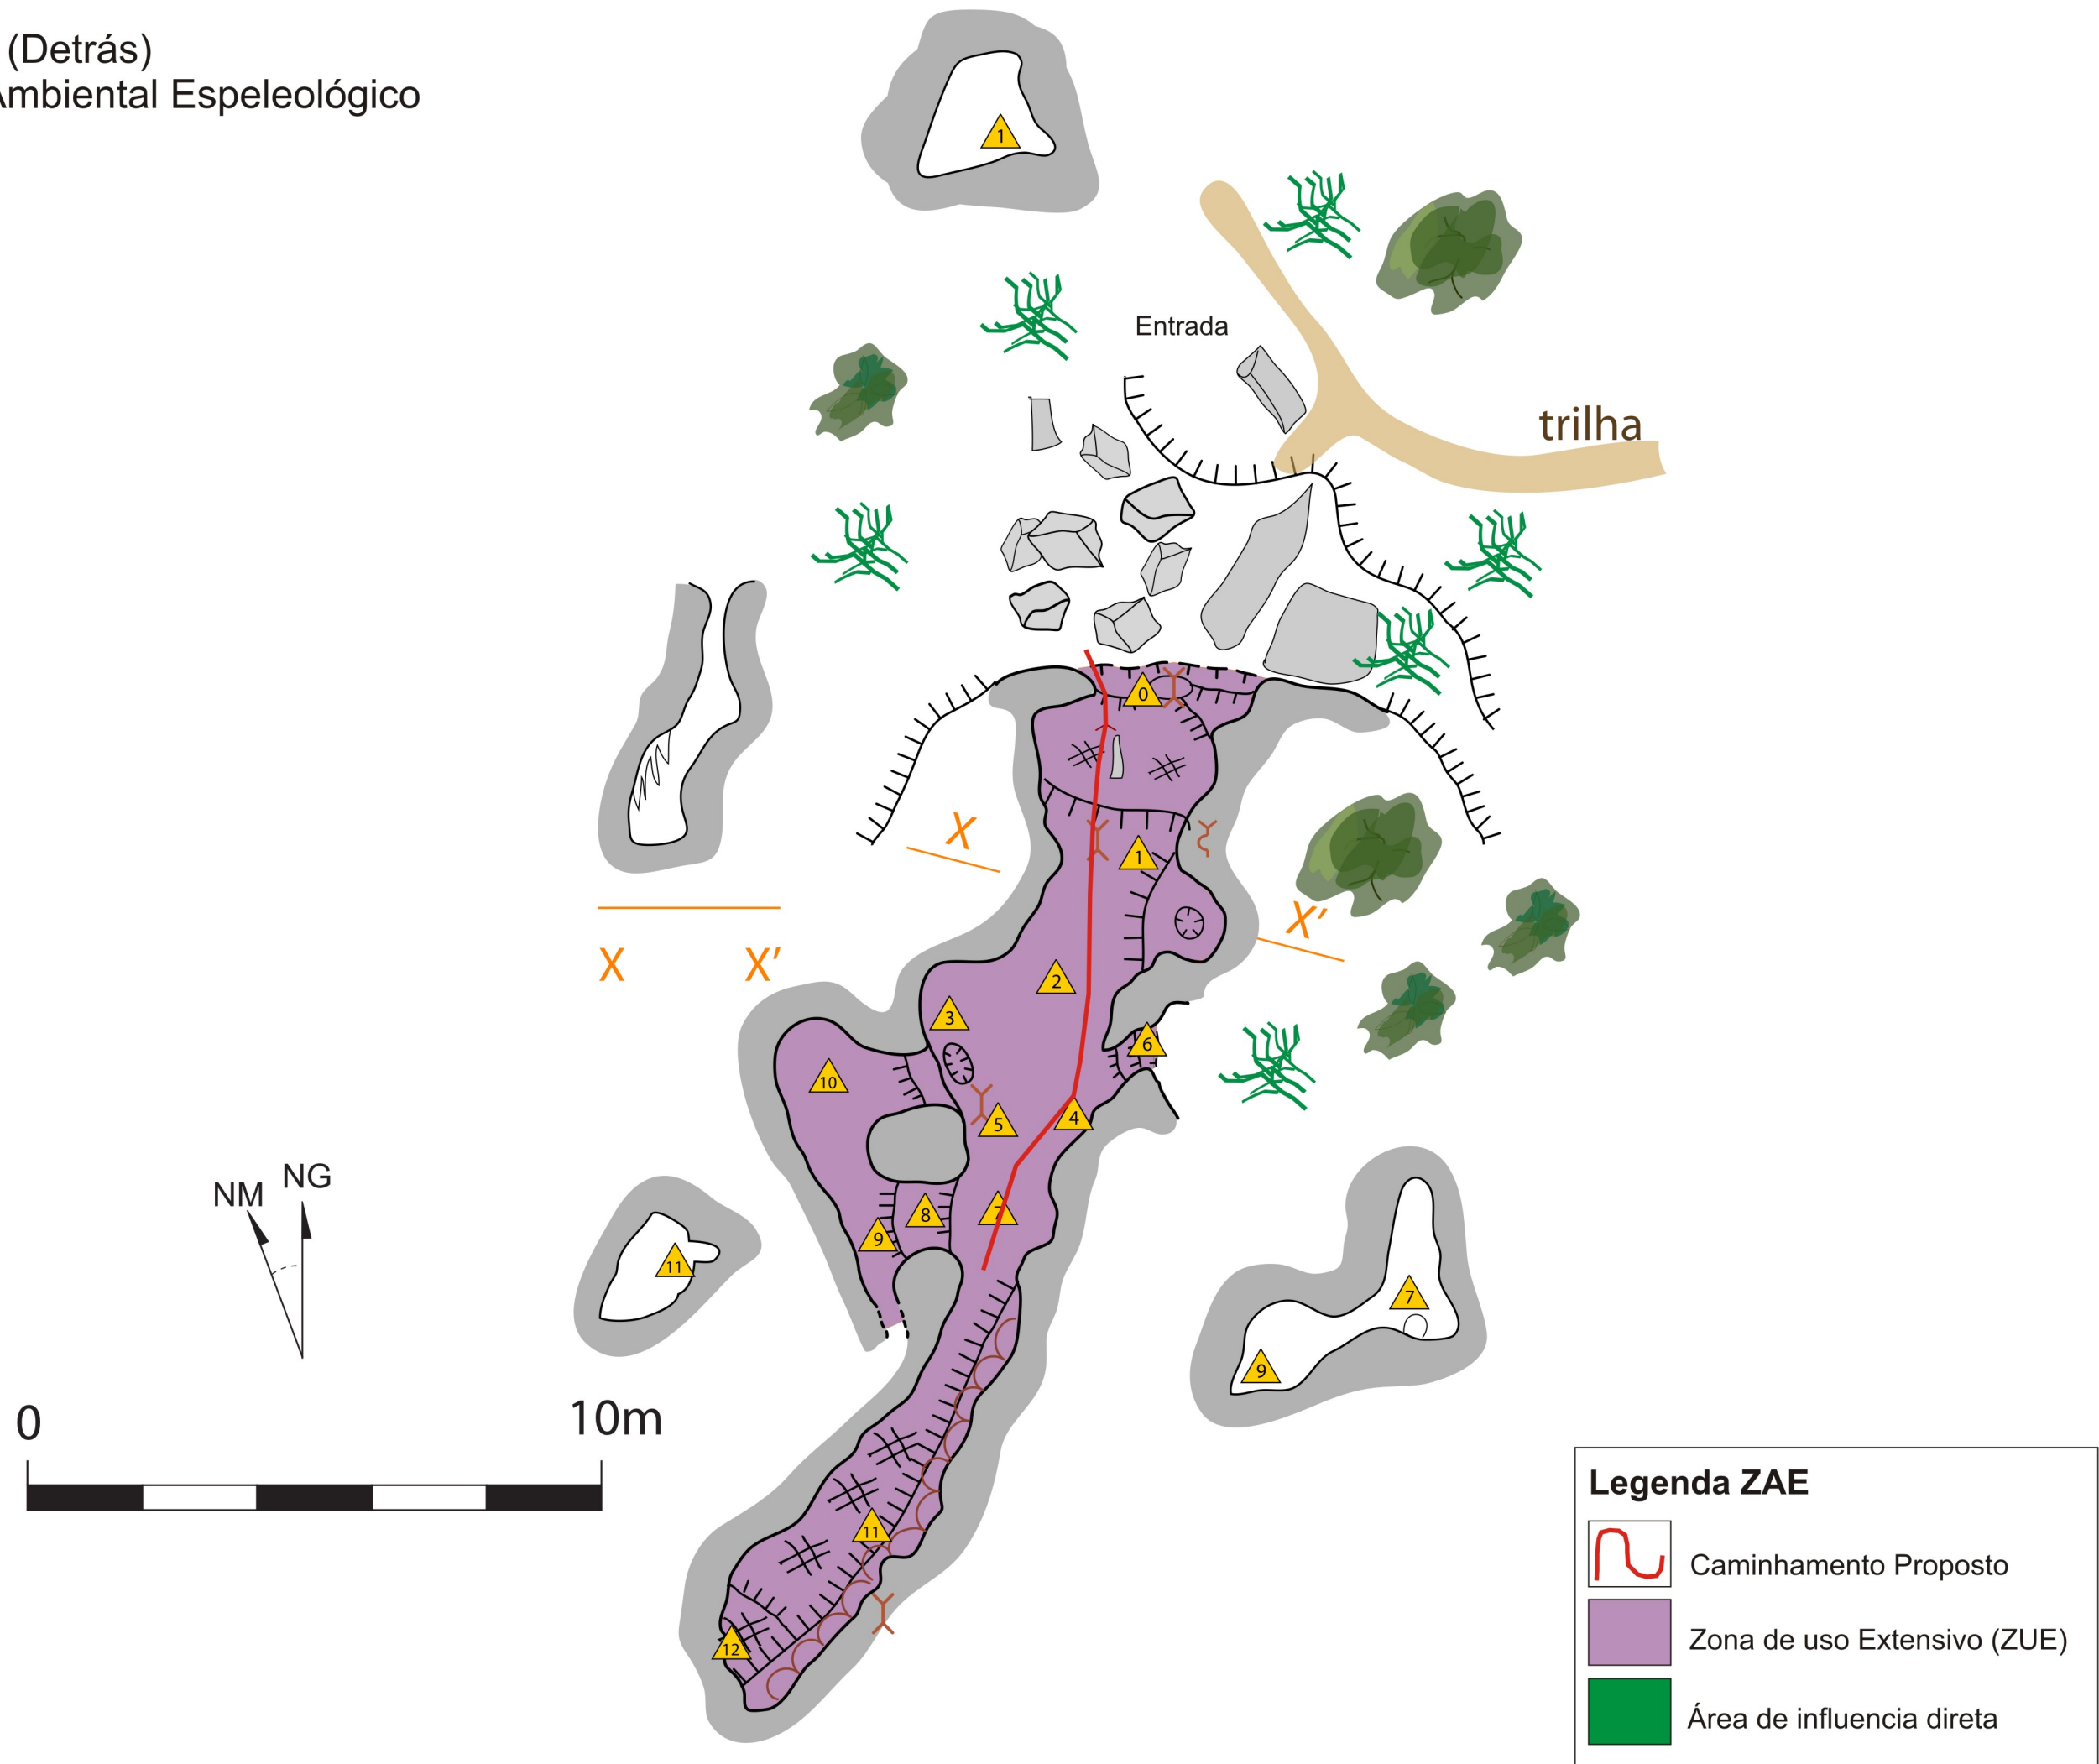 (Detrás)
Ambiental Espeleológico
1
Entrada
trilha
0
X
1
X'
X X'
2
3
6
10
5
4
NM NG
8
7
9
11
7
9
0 10m
11
12
Legenda ZAE
Caminhamento Proposto
Zona de uso Extensivo (ZUE)
Área de influencia direta